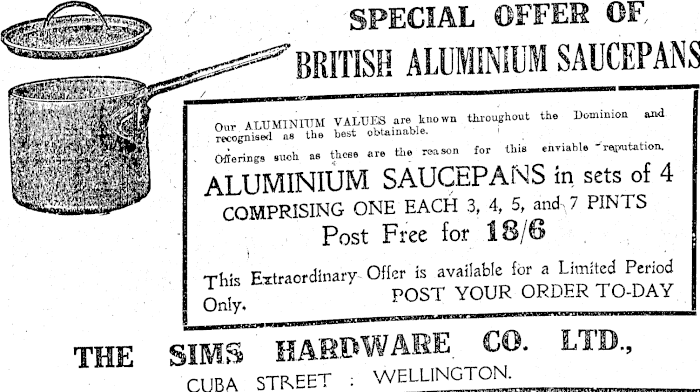 SPECIAL OFFER OF
BRITISH ALUMINIUM SAUCEPANS
Our ALUMINIUM VALUES are known throughout the Dominion and
recognised as the best obtainable.
Offerings such as these are the reason for this enviable reputation.
ALUMINIUM SAUCEPANS in sets of 4
COMPRISING ONE EACH 3, 4, 5, and 7 PINTS
Post Free for 18/6
This Extraordinary Offer is available for a Limited Period
Only. POST YOUR ORDER TO-DAY
THE SIMS HARDWARE CO. LTD.,
CUBA STREET : WELLINGTON.